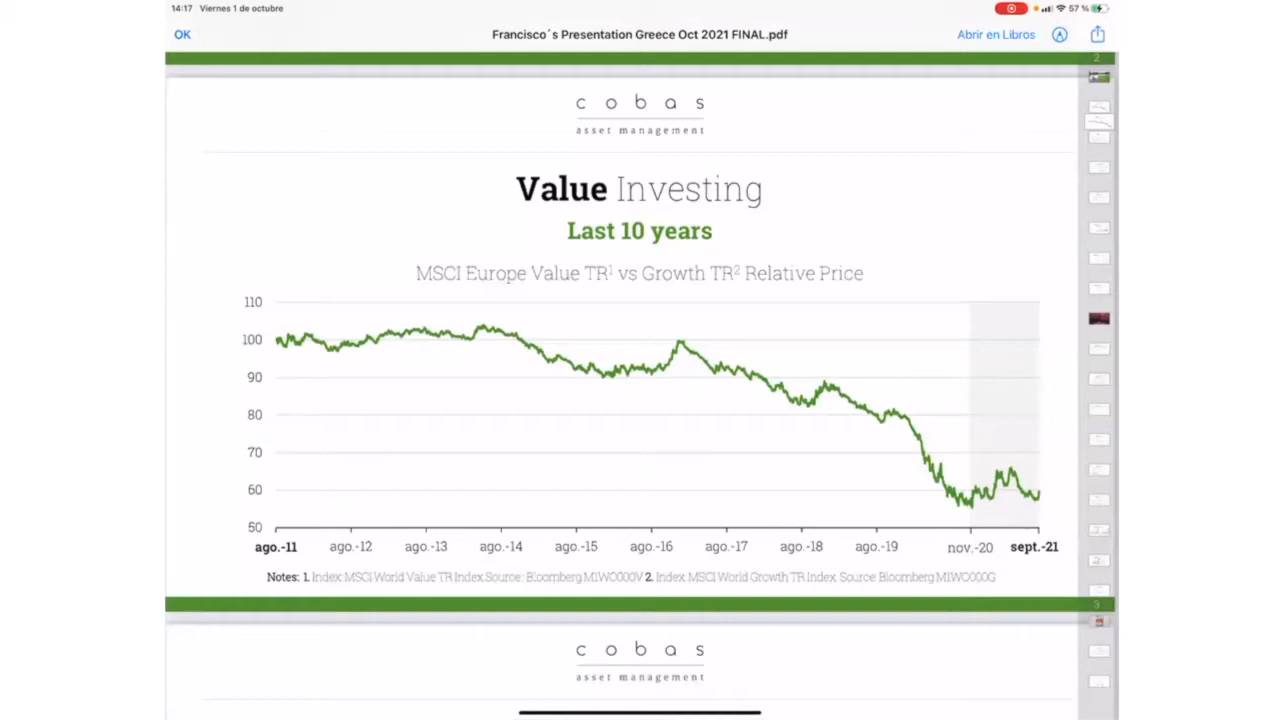 14:17 Viernes 1 de octubre
57 %
OK
Francisco´s Presentation Greece Oct 2021 FINAL.pdf
Abrir en Libros
2
cobas
asset management
Value Investing
Last 10 years
MSCI Europe Value TR¹ vs Growth TR² Relative Price
110
100
90
80
70
60
50
ago.-11 ago.-12 ago.-13 ago.-14 ago.-15 ago.-16 ago.-17 ago.-18 ago.-19 nov.-20 sept.-21
Notes: 1. Index: MSCI World Value TR Index.Source: Bloomberg M1WO000V 2. Index: MSCI World Growth TR Index. Source: Bloomberg M1WO000G
3
cobas
asset management